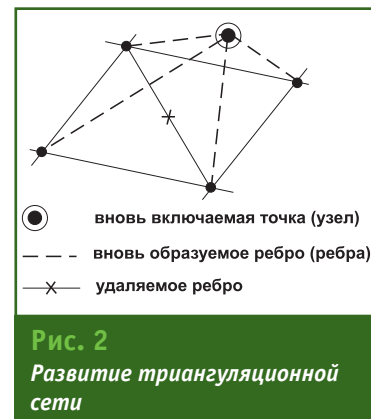 вновь включаемая точка (узел)
вновь образуемое ребро (ребра)
удаляемое ребро
Рис. 2
Развитие триангуляционной
сети